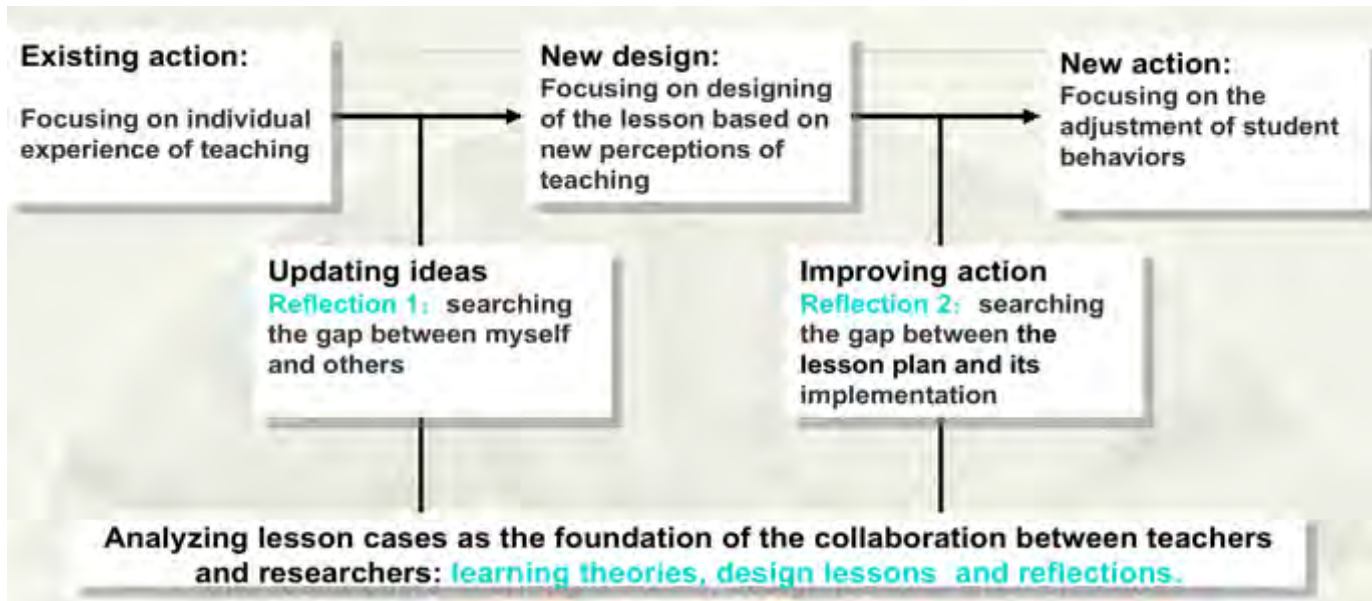 Existing action:
Focusing on individual
experience of teaching
New design:
Focusing on designing
of the lesson based on
new perceptions of
teaching
New action:
Focusing on the
adjustment of student
behaviors
Updating ideas
Reflection 1: searching
the gap between myself
and others
Improving action
Reflection 2: searching
the gap between the
lesson plan and its
implementation
Analyzing lesson cases as the foundation of the collaboration between teachers
and researchers: learning theories, design lessons and reflections.